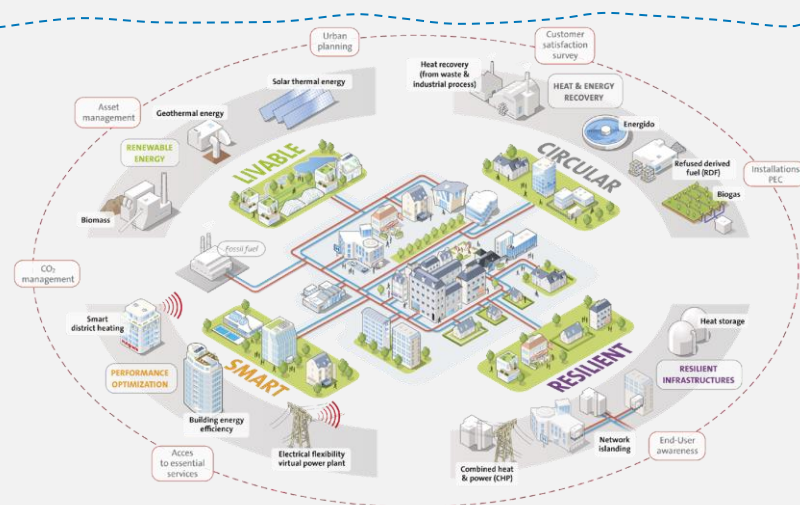 Urban
planning
Customer
satisfaction
survey
Heat recovery
(from waste &
industrial process)
HEAT & ENERGY
RECOVERY
Solar thermal energy
Asset
management
Geothermal energy
Energido
RENEWABLE
ENERGY
LIVABLE
CIRCULAR
Refused derived
fuel (RDF)
Installations
PEC
Biogas
Biomass
Fossil fuel
CO₂
management
Smart
district heating
Heat storage
PERFORMANCE
OPTIMIZATION
SMART
RESILIENT
RESILIENT
INFRASTRUCTURES
Building energy
efficiency
Electrical flexibility
virtual power plant
Network
islanding
End-User
awareness
Acces
to essential
services
Combined heat
& power (CHP)